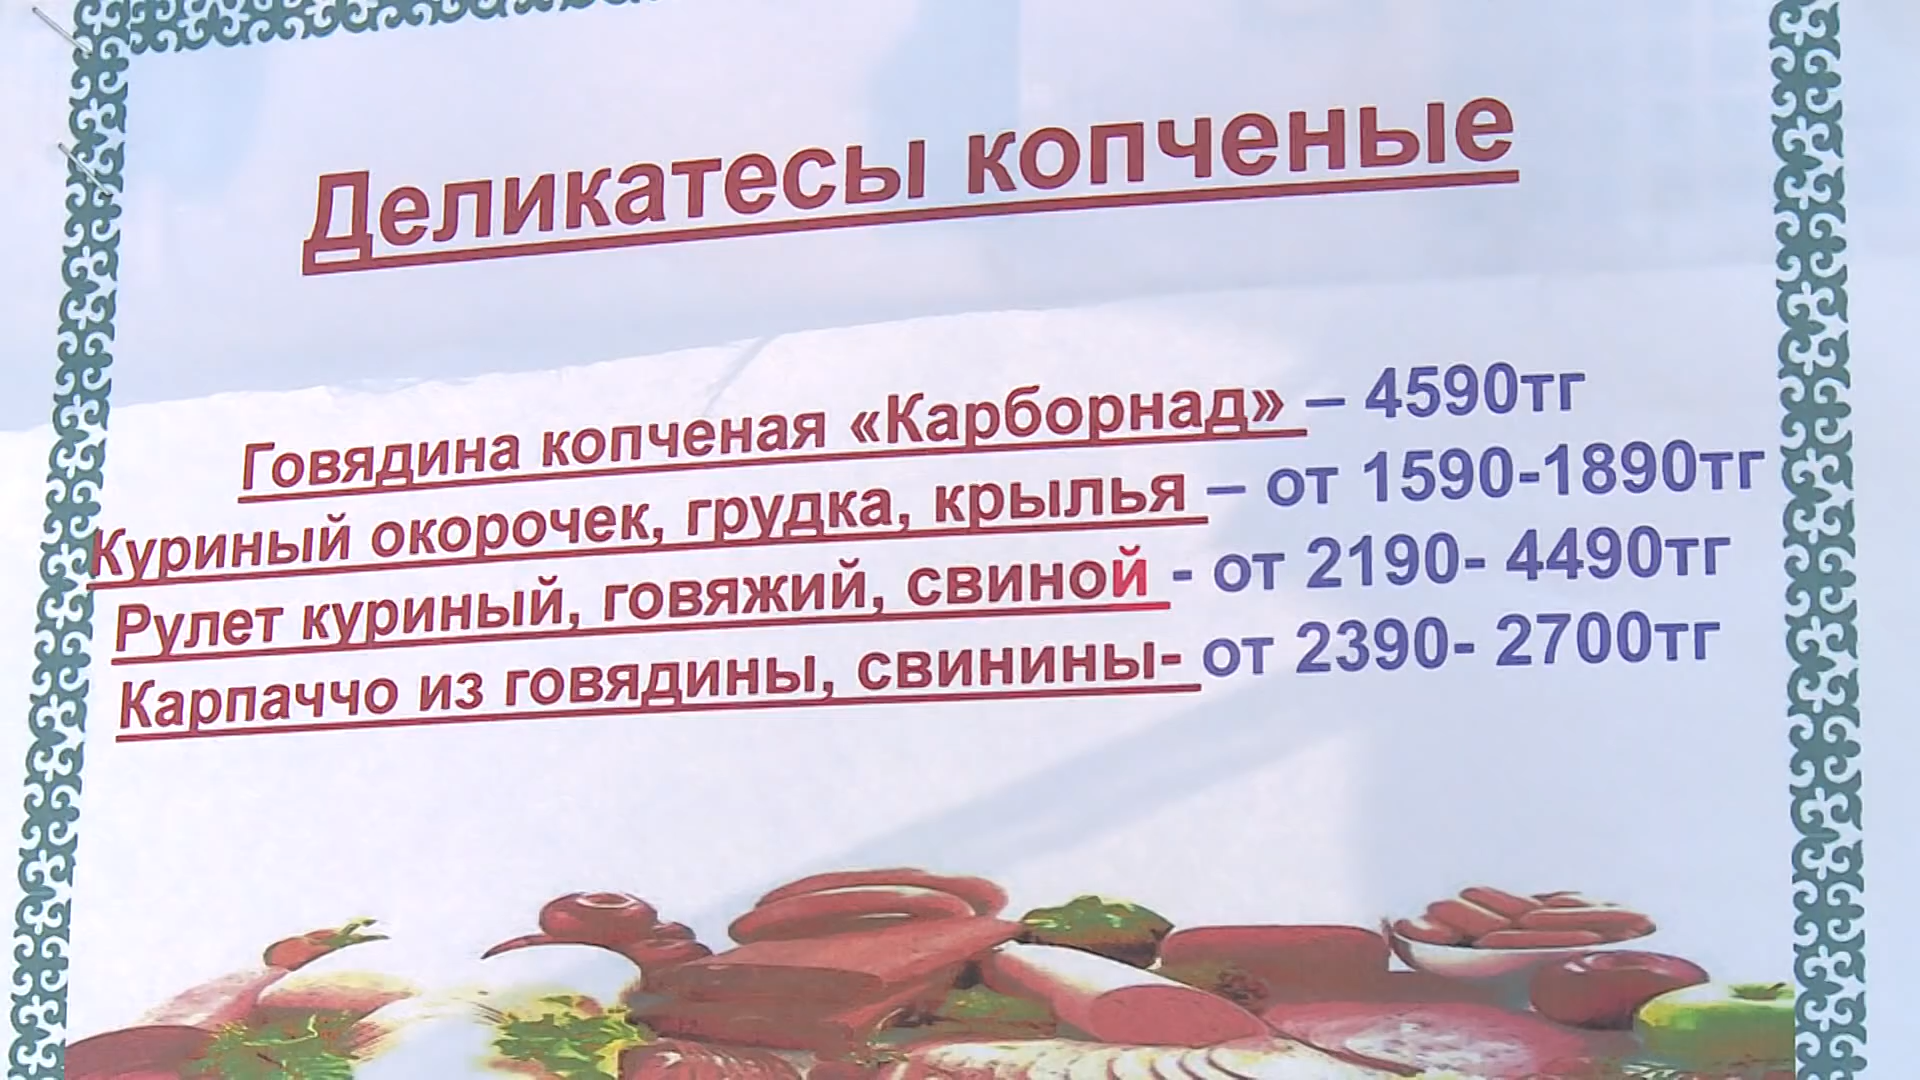 Деликатесы копченые
Говядина копченая «Карборнад» – 4590тг
Куриный окорочек, грудка, крылья – от 1590-1890тг
Рулет куриный, говяжий, свиной - от 2190- 4490тг
Карпаччо из говядины, свинины- от 2390- 2700тг